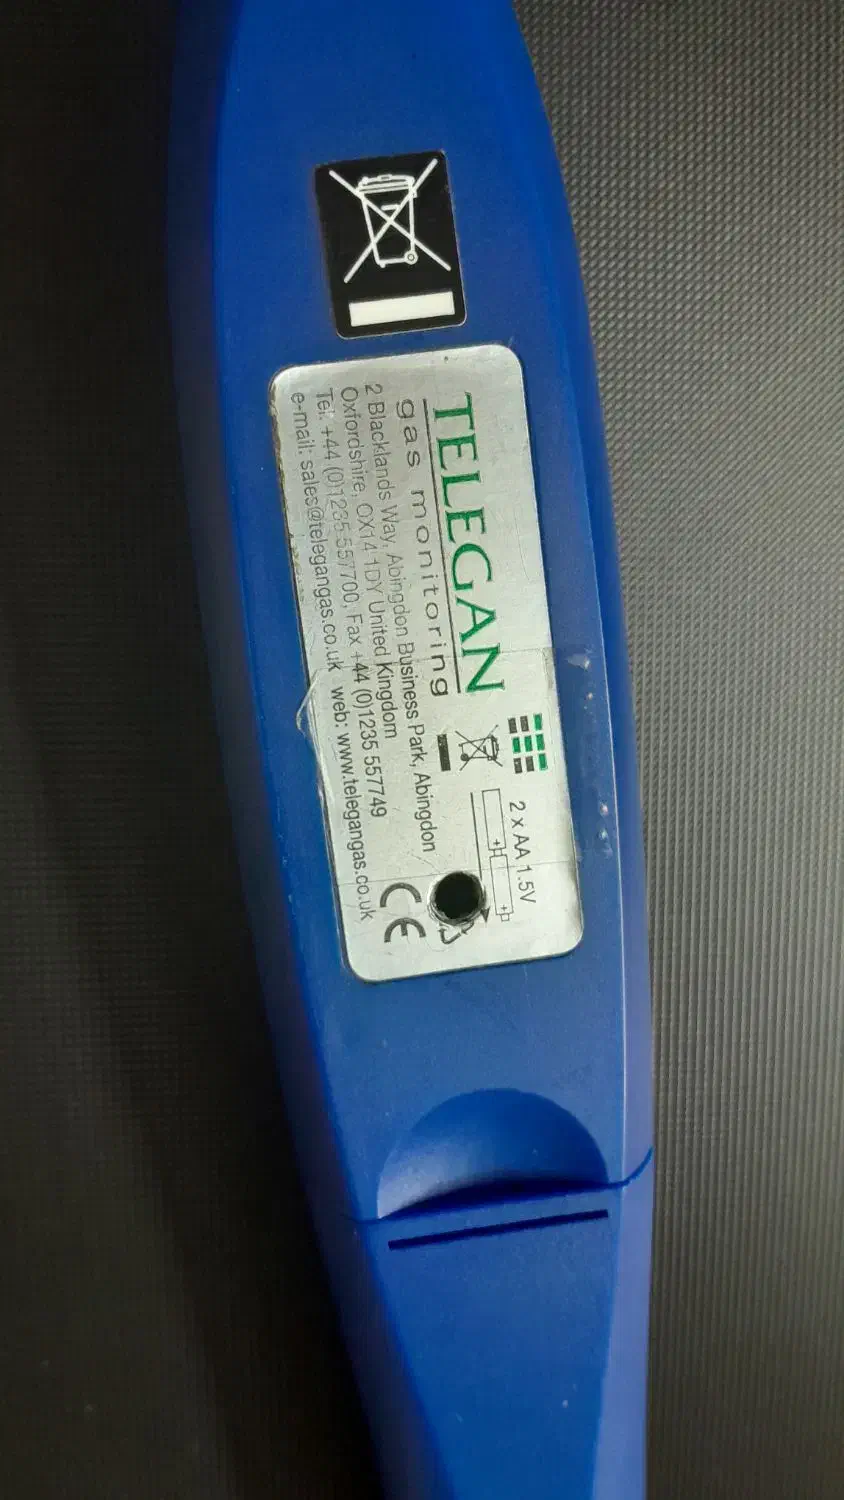 TELEGAN
gas monitoring
2 Blacklands Way, Abingdon Business Park, Abingdon
Oxfordshire, OX14 1DY United Kingdom
Tel: +44 (0)1235 557700, Fax +44 (0)1235 557749
e-mail: sales@telegangas.co.uk web: www.telegangas.co.uk
2 x AA 1.5V
+
+
CE